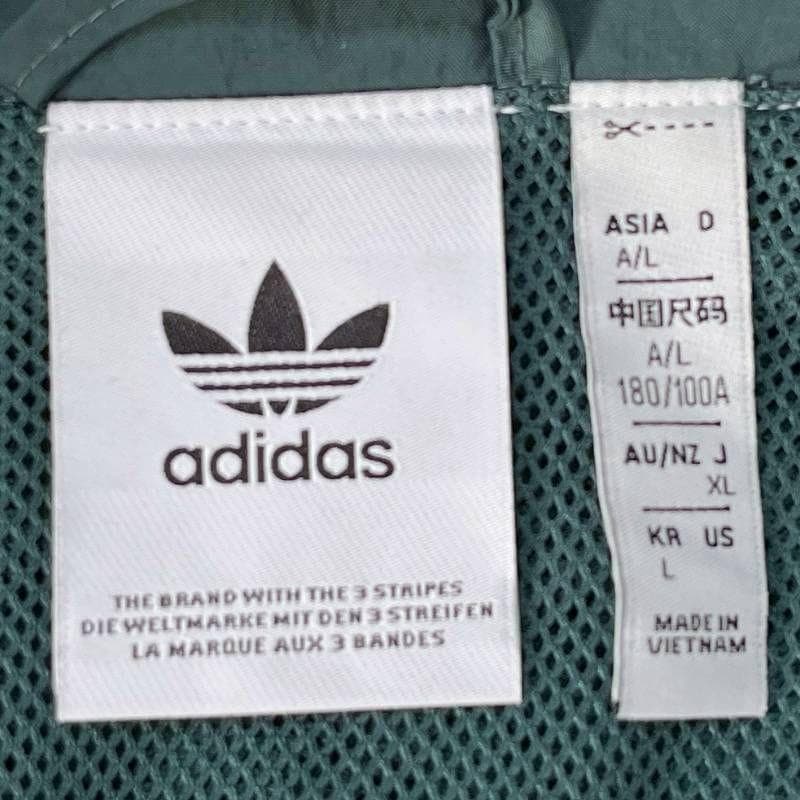 adidas
THE BRAND WITH THE 3 STRIPES
DIE WELTMARKE MIT DEN 3 STREIFEN
LA MARQUE AUX 3 BANDES
ASIA D
A/L
中国尺码
A/L
180/100A
AU/NZ J
XL
KR US
L
MADE IN
VIETNAM